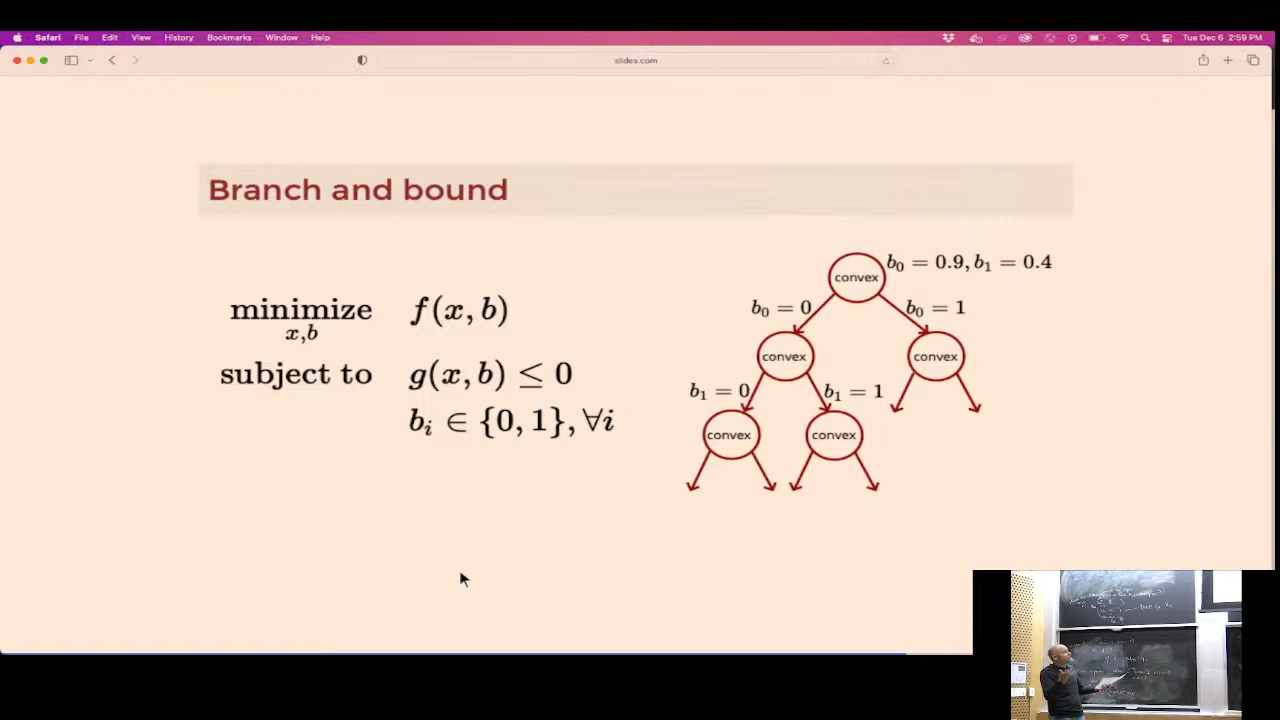 Safari File Edit View History Bookmarks Window Help Tue Dec 6 2:59 PM
slides.com
Branch and bound
minimize f(x, b)
x,b
subject to g(x, b) ≤ 0
b_i ∈ {0, 1}, ∀i
convex b_0 = 0.9, b_1 = 0.4
b_0 = 0 b_0 = 1
convex convex
b_1 = 0 b_1 = 1
convex convex